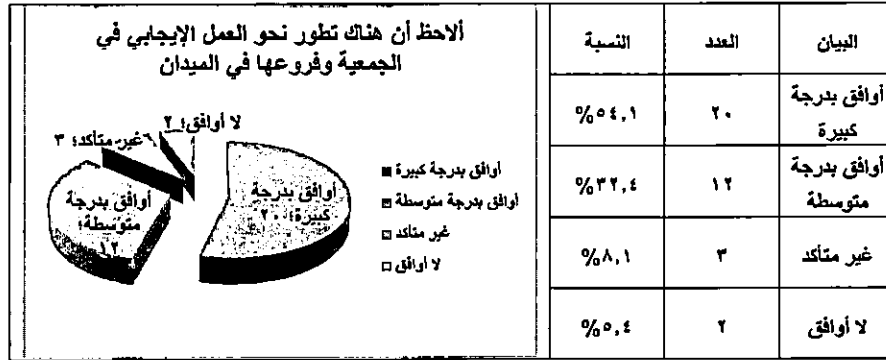 ألاحظ أن هناك تطور نحو العمل الإيجابي في
الجمعية وفروعها في الميدان
لا أوافق؛ ٢
غير متأكد؛ ٣
أوافق بدرجة
كبيرة؛ ٢٠
أوافق بدرجة
متوسطة؛
١٢
أوافق بدرجة كبيرة
أوافق بدرجة متوسطة
غير متأكد
لا أوافق
البيان العدد النسبة
أوافق بدرجة كبيرة ٢٠ %٥٤,١
أوافق بدرجة متوسطة ١٢ %٣٢,٤
غير متأكد ٣ %٨,١
لا أوافق ٢ %٥,٤